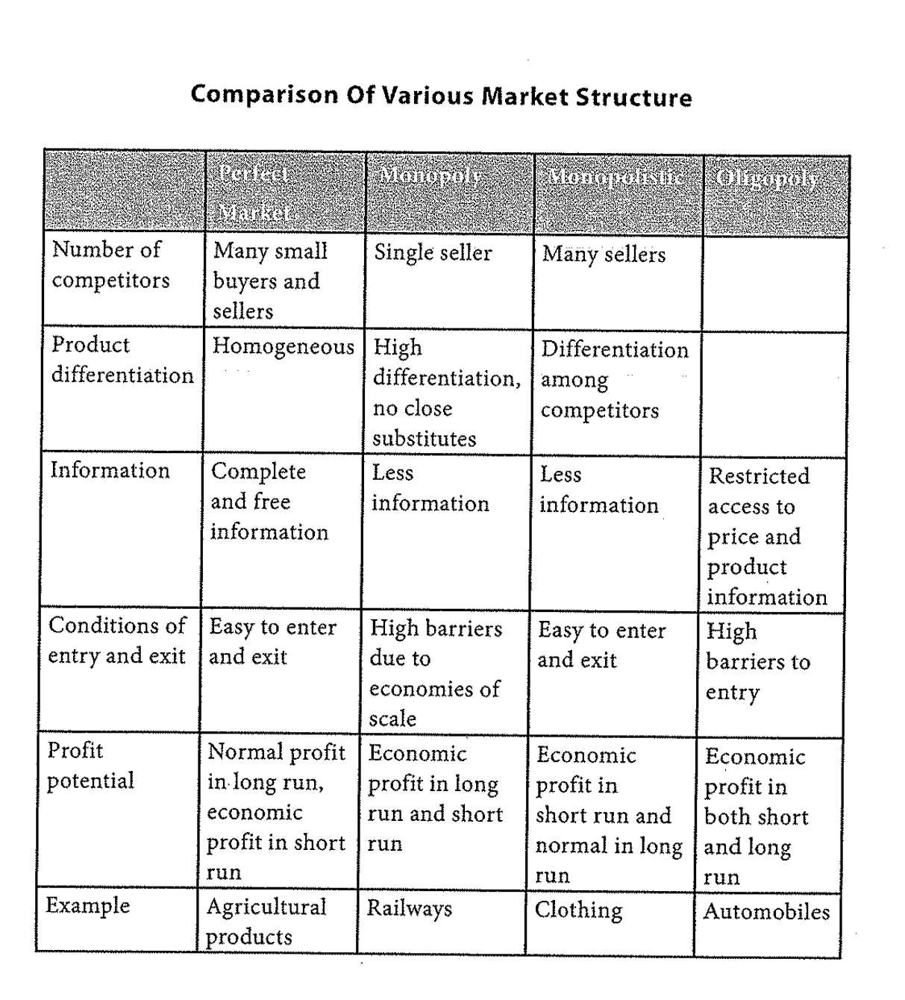 Comparison Of Various Market Structure
Perfect
Market
Monopoly
Monopolistic
Oligopoly
Number of
competitors
Many small
buyers and
sellers
Single seller
Many sellers
Product
differentiation
Homogeneous
High
differentiation,
no close
substitutes
Differentiation
among
competitors
Information
Complete
and free
information
Less
information
Less
information
Restricted
access to
price and
product
information
Conditions of
entry and exit
Easy to enter
and exit
High barriers
due to
economies of
scale
Easy to enter
and exit
High
barriers to
entry
Profit
potential
Normal profit
in long run,
economic
profit in short
run
Economic
profit in long
run and short
run
Economic
profit in
short run and
normal in long
run
Economic
profit in
both short
and long
run
Example
Agricultural
products
Railways
Clothing
Automobiles